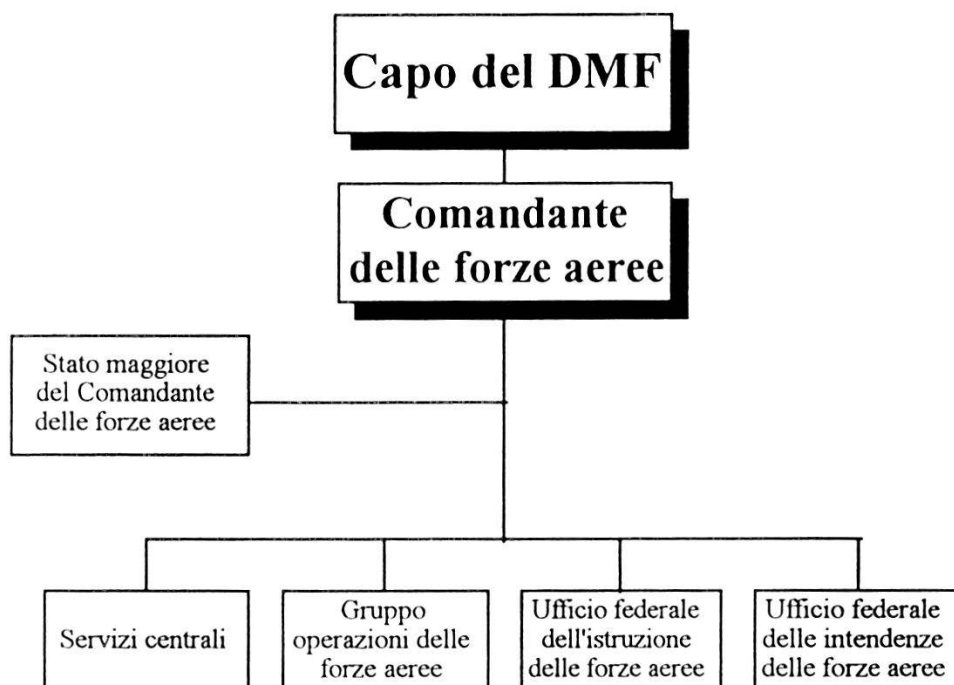 Capo del DMF
Comandante
delle forze aeree
Stato maggiore
del Comandante
delle forze aeree
Servizi centrali
Gruppo
operazioni delle
forze aeree
Ufficio federale
dell'istruzione
delle forze aeree
Ufficio federale
delle intendenze
delle forze aeree